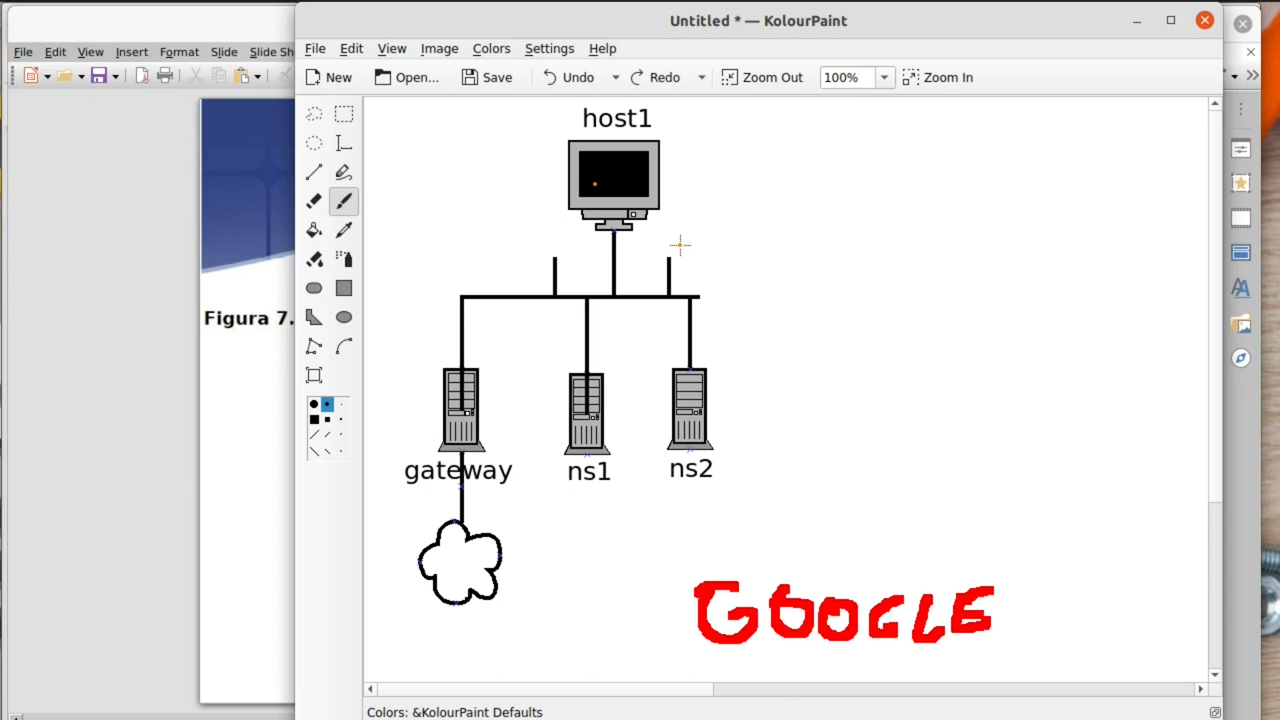 Untitled * — KolourPaint
File Edit View Insert Format Slide Slide Sh
File Edit View Image Colors Settings Help
New Open... Save Undo Redo Zoom Out 100% Zoom In
host1
Figura 7.
gateway ns1 ns2
GOOGLE
Colors: &KolourPaint Defaults